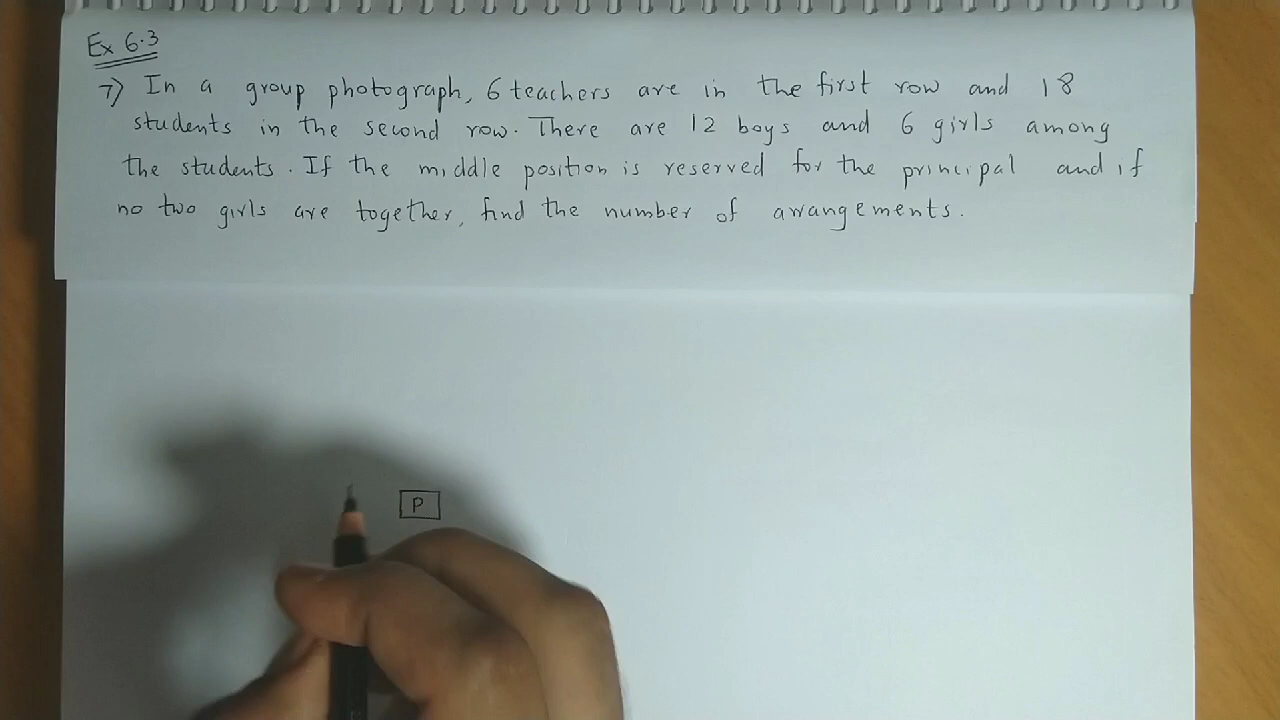 Ex 6.3
7) In a group photograph, 6 teachers are in the first row and 18
students in the second row. There are 12 boys and 6 girls among
the students. If the middle position is reserved for the principal and if
no two girls are together, find the number of arrangements.
P